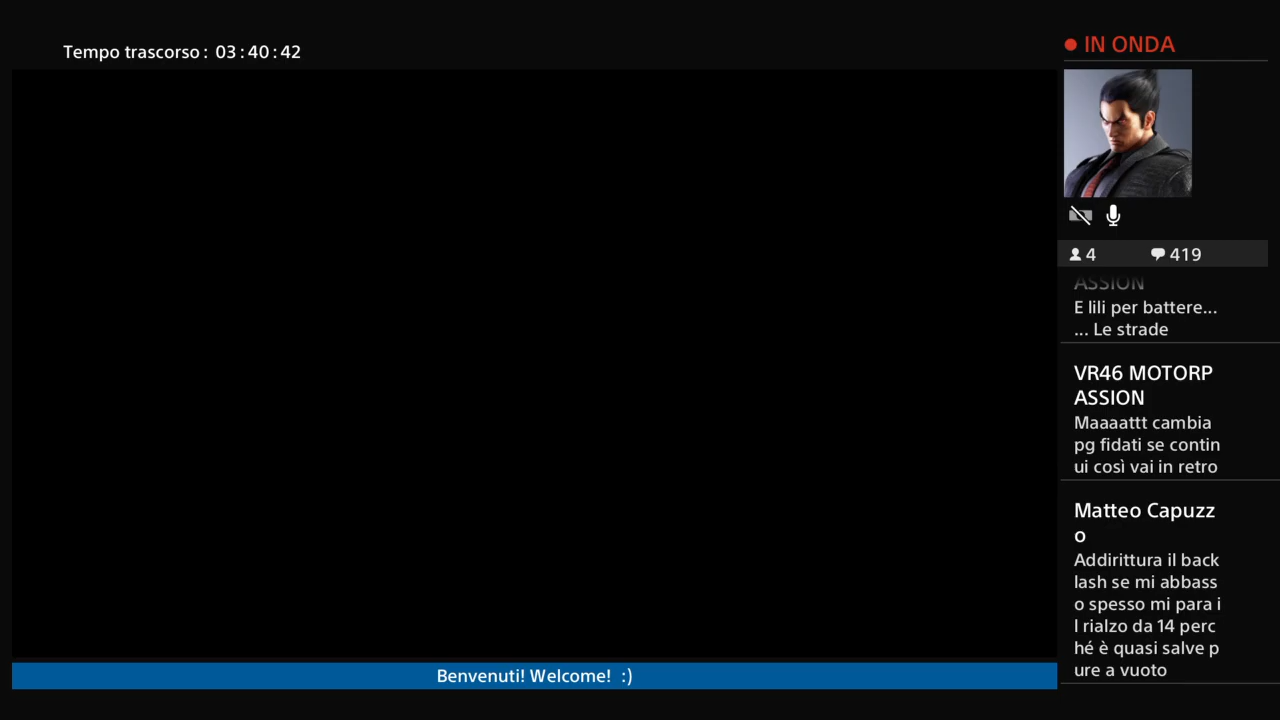 Tempo trascorso : 03 : 40 : 42
IN ONDA
4 419
ASSION
E lili per battere...
... Le strade
VR46 MOTORP
ASSION
Maaaattt cambia
pg fidati se contin
ui così vai in retro
Matteo Capuzz
o
Addirittura il back
lash se mi abbass
o spesso mi para i
l rialzo da 14 perc
hé è quasi salve p
ure a vuoto
Benvenuti! Welcome! :)